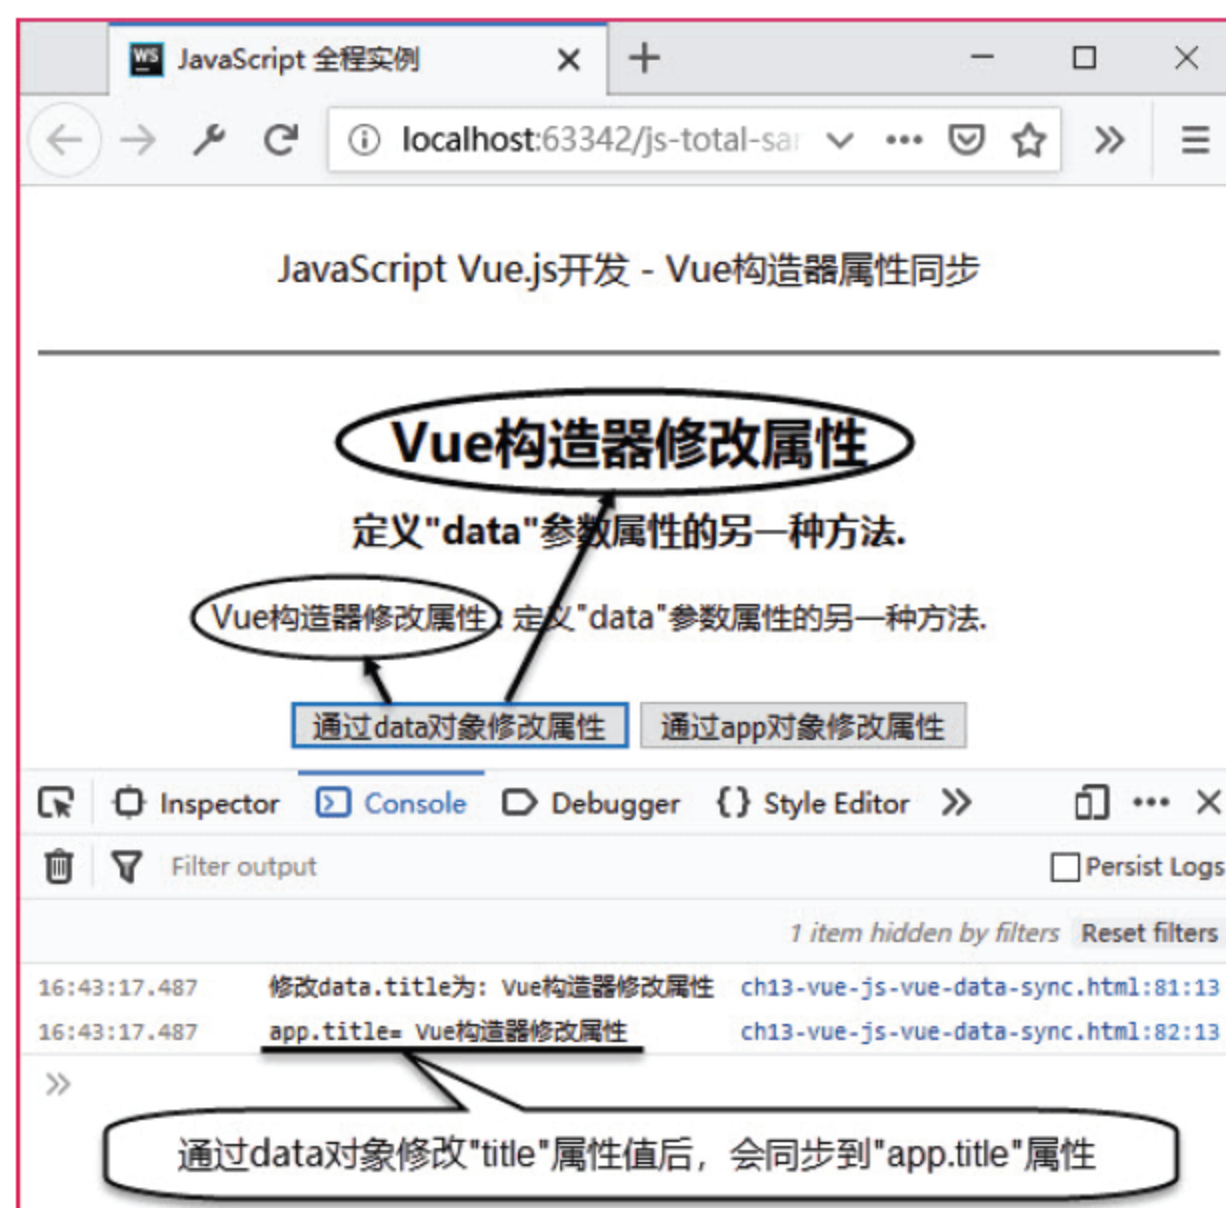 WS JavaScript 全程实例
localhost:63342/js-total-sar
JavaScript Vue.js开发 - Vue构造器属性同步
Vue构造器修改属性
定义"data"参数属性的另一种方法.
Vue构造器修改属性 : 定义"data"参数属性的另一种方法.
通过data对象修改属性 通过app对象修改属性
Inspector Console Debugger {} Style Editor
Filter output Persist Logs
1 item hidden by filters Reset filters
16:43:17.487 修改data.title为: Vue构造器修改属性 ch13-vue-js-vue-data-sync.html:81:13
16:43:17.487 app.title= Vue构造器修改属性 ch13-vue-js-vue-data-sync.html:82:13
通过data对象修改"title"属性值后，会同步到"app.title"属性